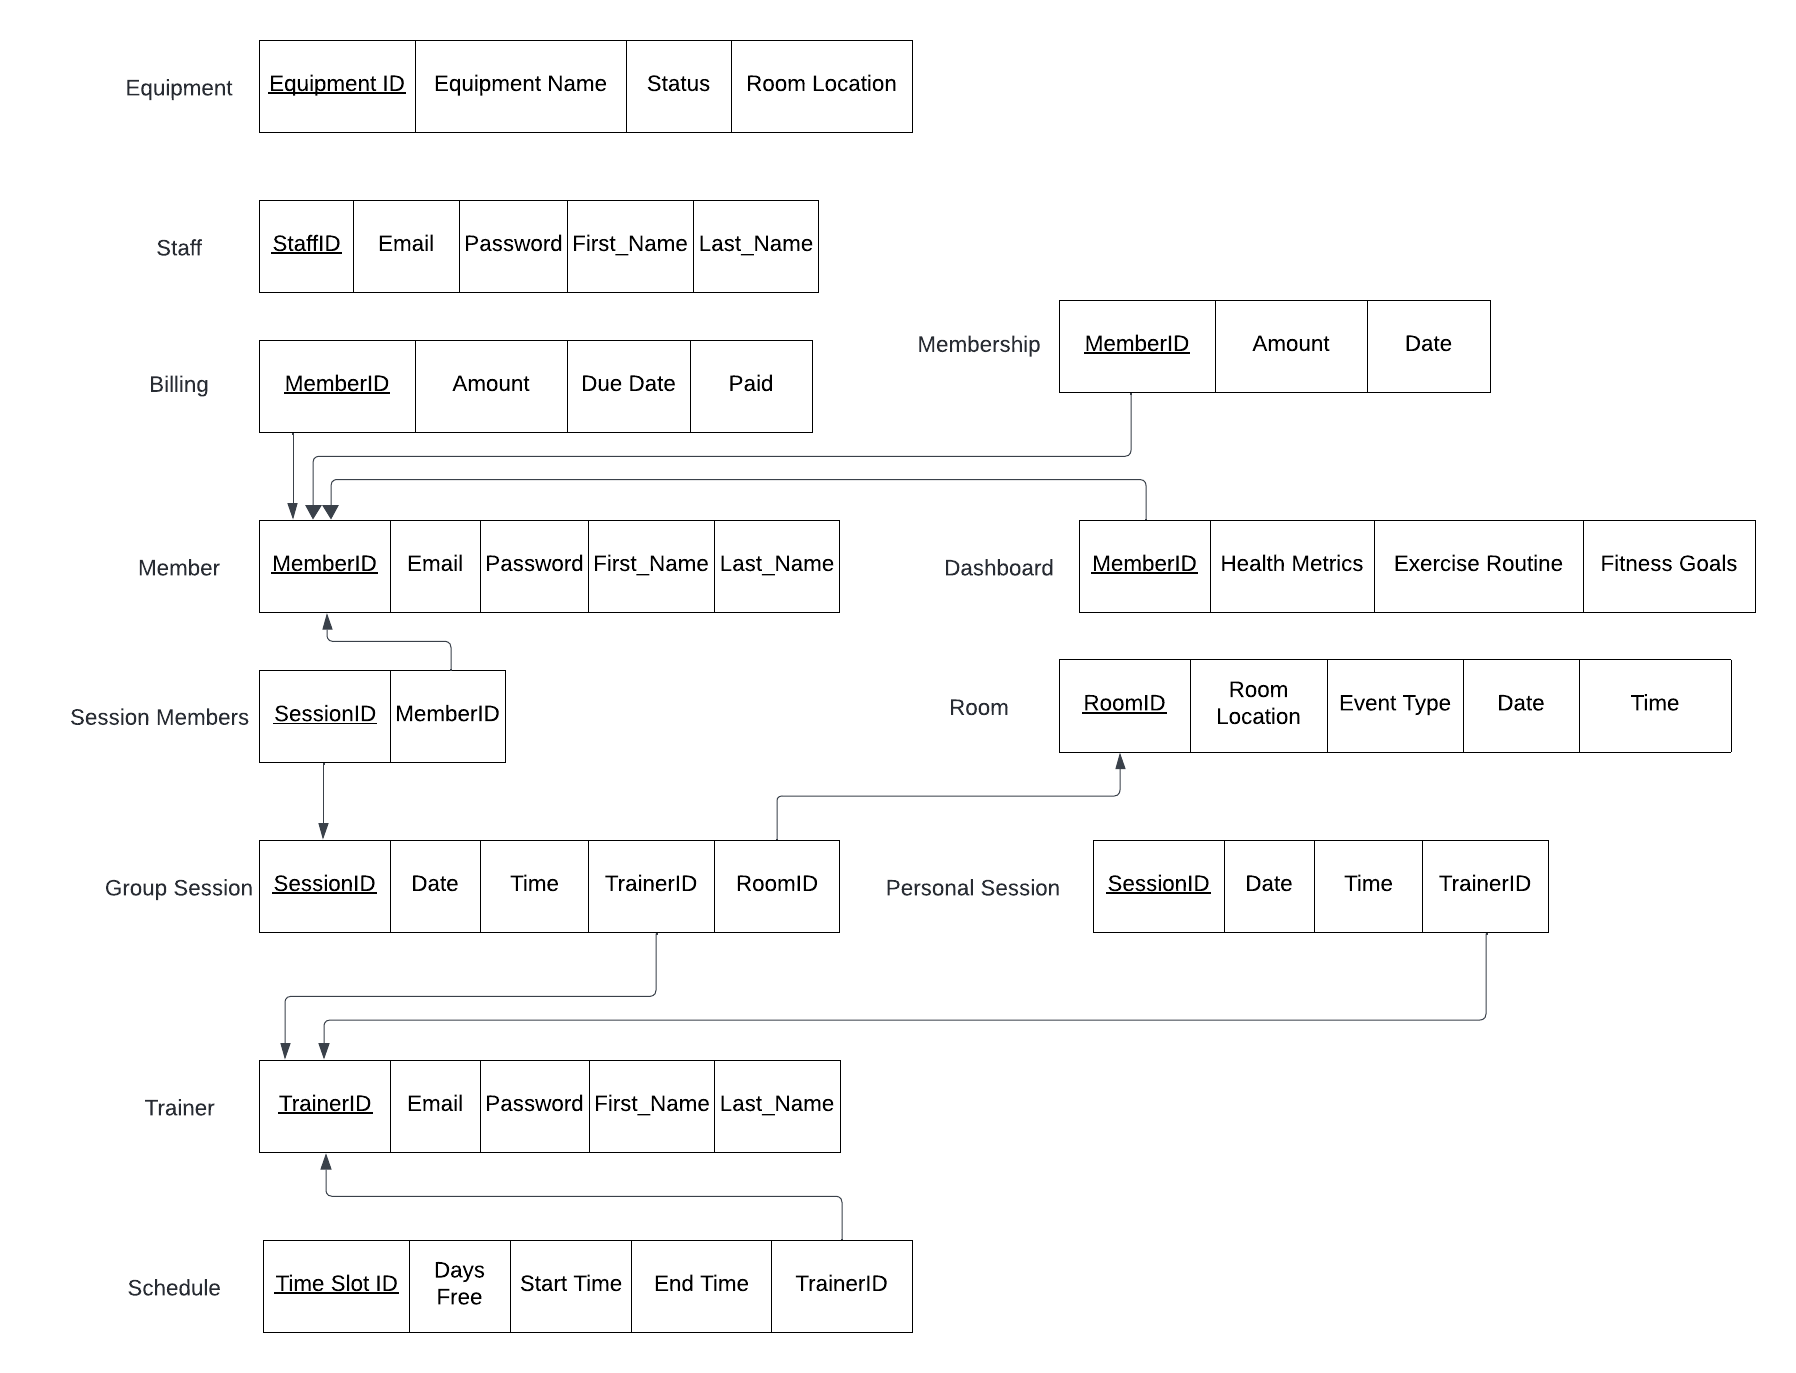 Equipment
Equipment ID Equipment Name Status Room Location
Staff
StaffID Email Password First_Name Last_Name
Membership
MemberID Amount Date
Billing
MemberID Amount Due Date Paid
Member
MemberID Email Password First_Name Last_Name
Dashboard
MemberID Health Metrics Exercise Routine Fitness Goals
Session Members
SessionID MemberID
Room
RoomID Room
Location Event Type Date Time
Group Session
SessionID Date Time TrainerID RoomID
Personal Session
SessionID Date Time TrainerID
Trainer
TrainerID Email Password First_Name Last_Name
Schedule
Time Slot ID Days
Free Start Time End Time TrainerID